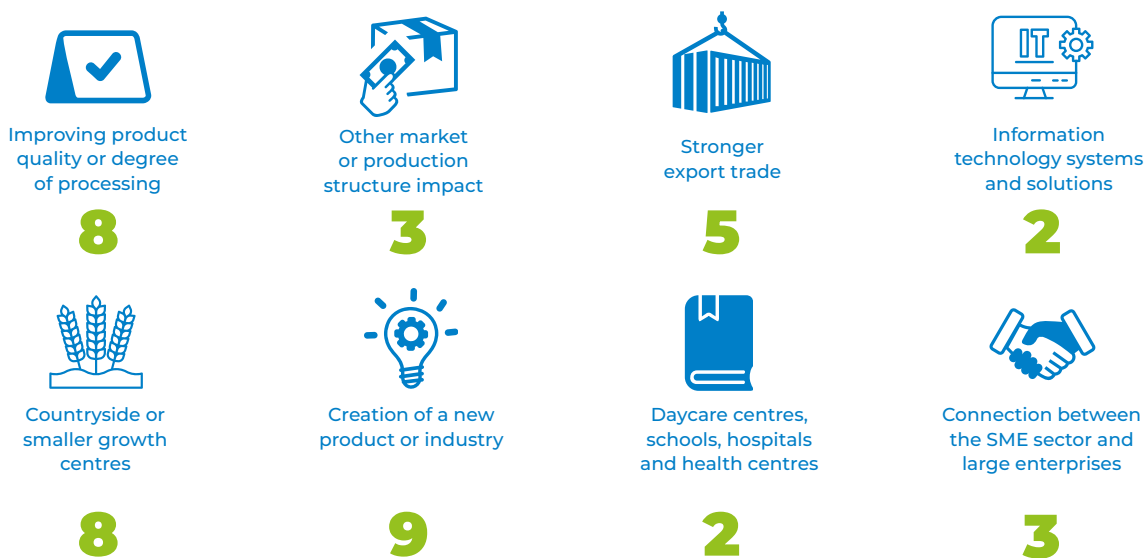 IT
Improving product
quality or degree
of processing
8
Other market
or production
structure impact
3
Stronger
export trade
5
Information
technology systems
and solutions
2
Countryside or
smaller growth
centres
8
Creation of a new
product or industry
9
Daycare centres,
schools, hospitals
and health centres
2
Connection between
the SME sector and
large enterprises
3